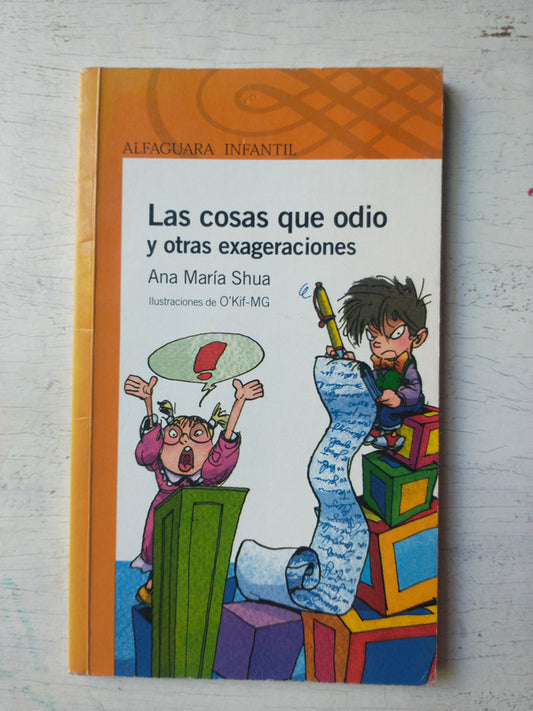 ALFAGUARA INFANTIL
Las cosas que odio
y otras exageraciones
Ana María Shua
Ilustraciones de O'Kif-MG
!